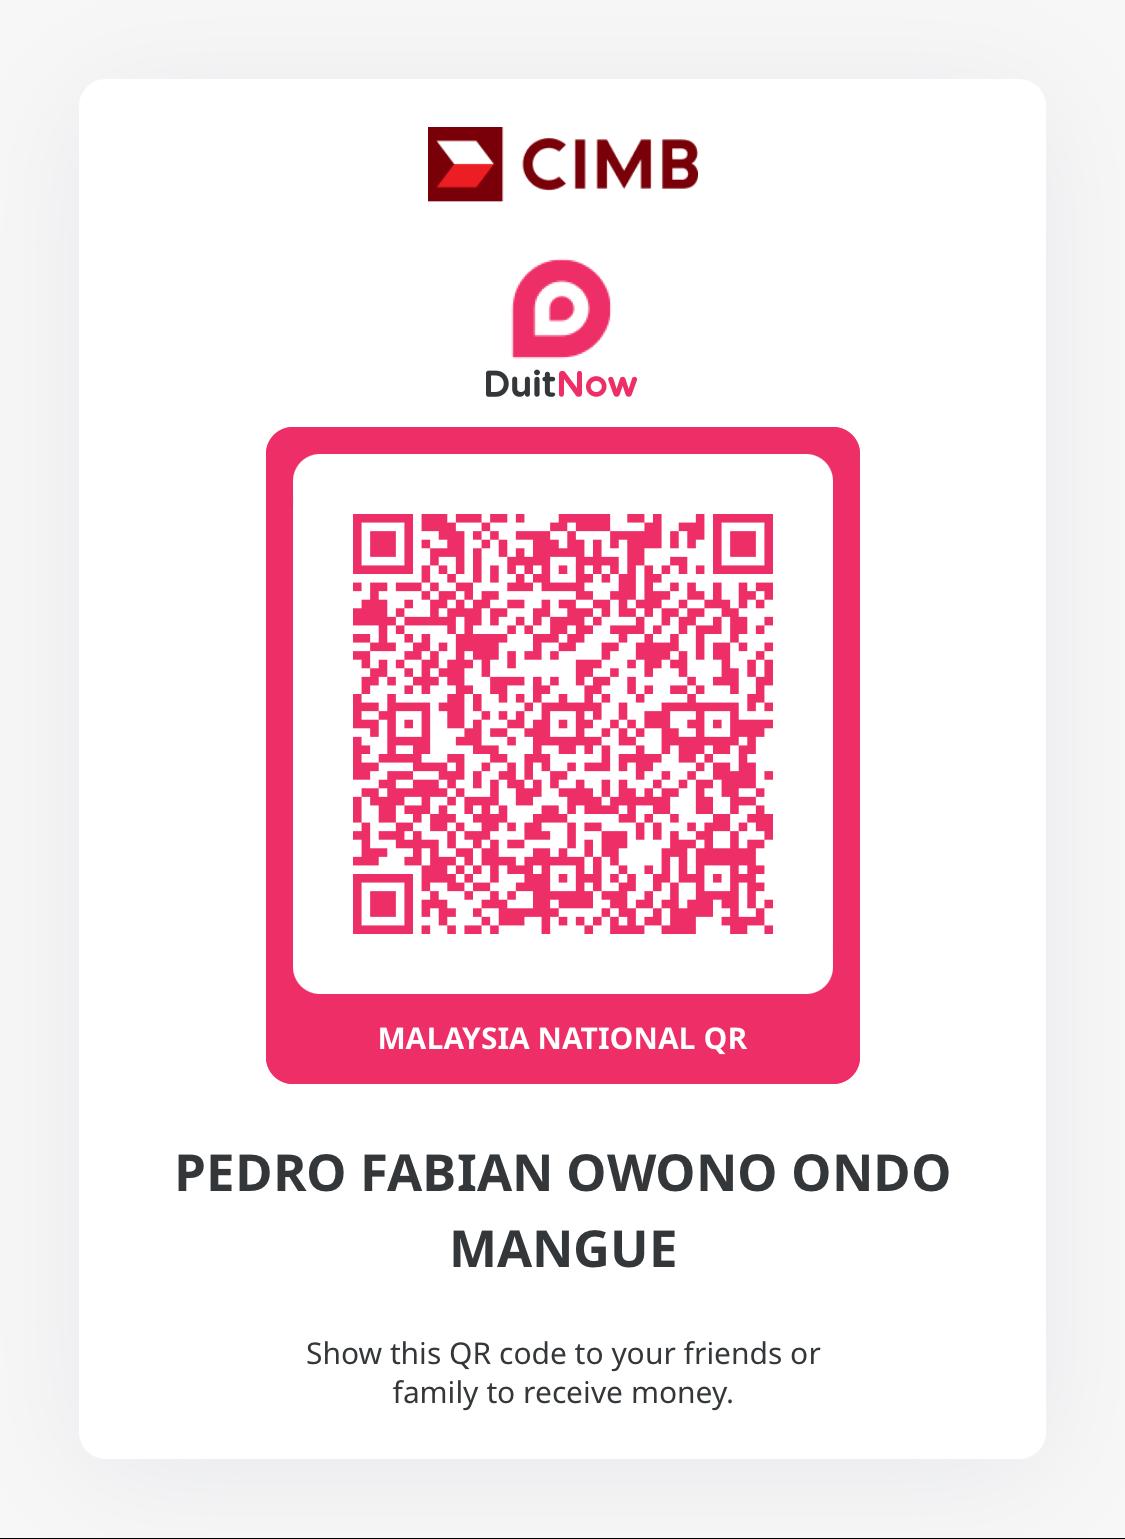 CIMB
DuitNow
MALAYSIA NATIONAL QR
PEDRO FABIAN OWONO ONDO
MANGUE
Show this QR code to your friends or
family to receive money.